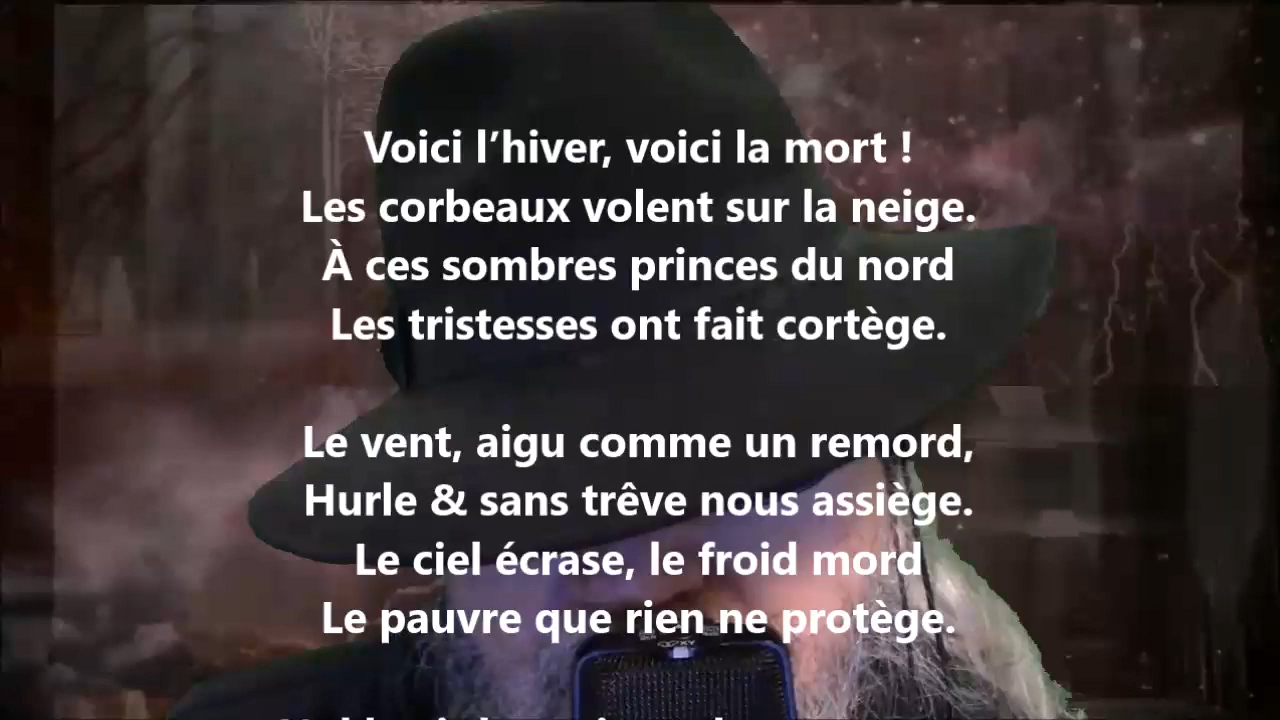 Voici l’hiver, voici la mort !
Les corbeaux volent sur la neige.
À ces sombres princes du nord
Les tristesses ont fait cortège.
Le vent, aigu comme un remord,
Hurle & sans trêve nous assiège.
Le ciel écrase, le froid mord
Le pauvre que rien ne protège.